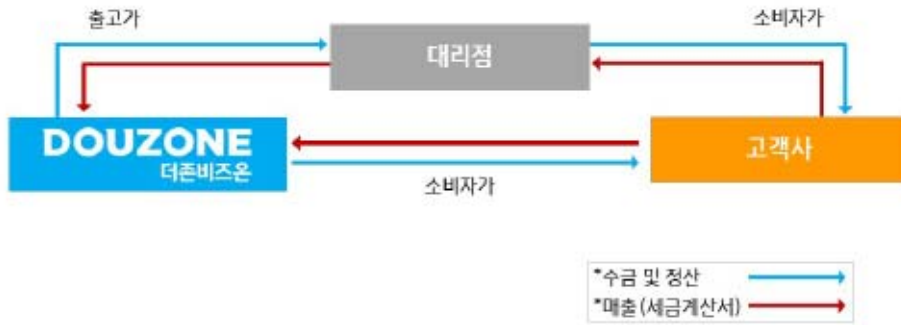 출고가
소비자가
대리점
DOUZONE
더존비즈온
고객사
소비자가
*수금 및 정산
*매출 (세금계산서)